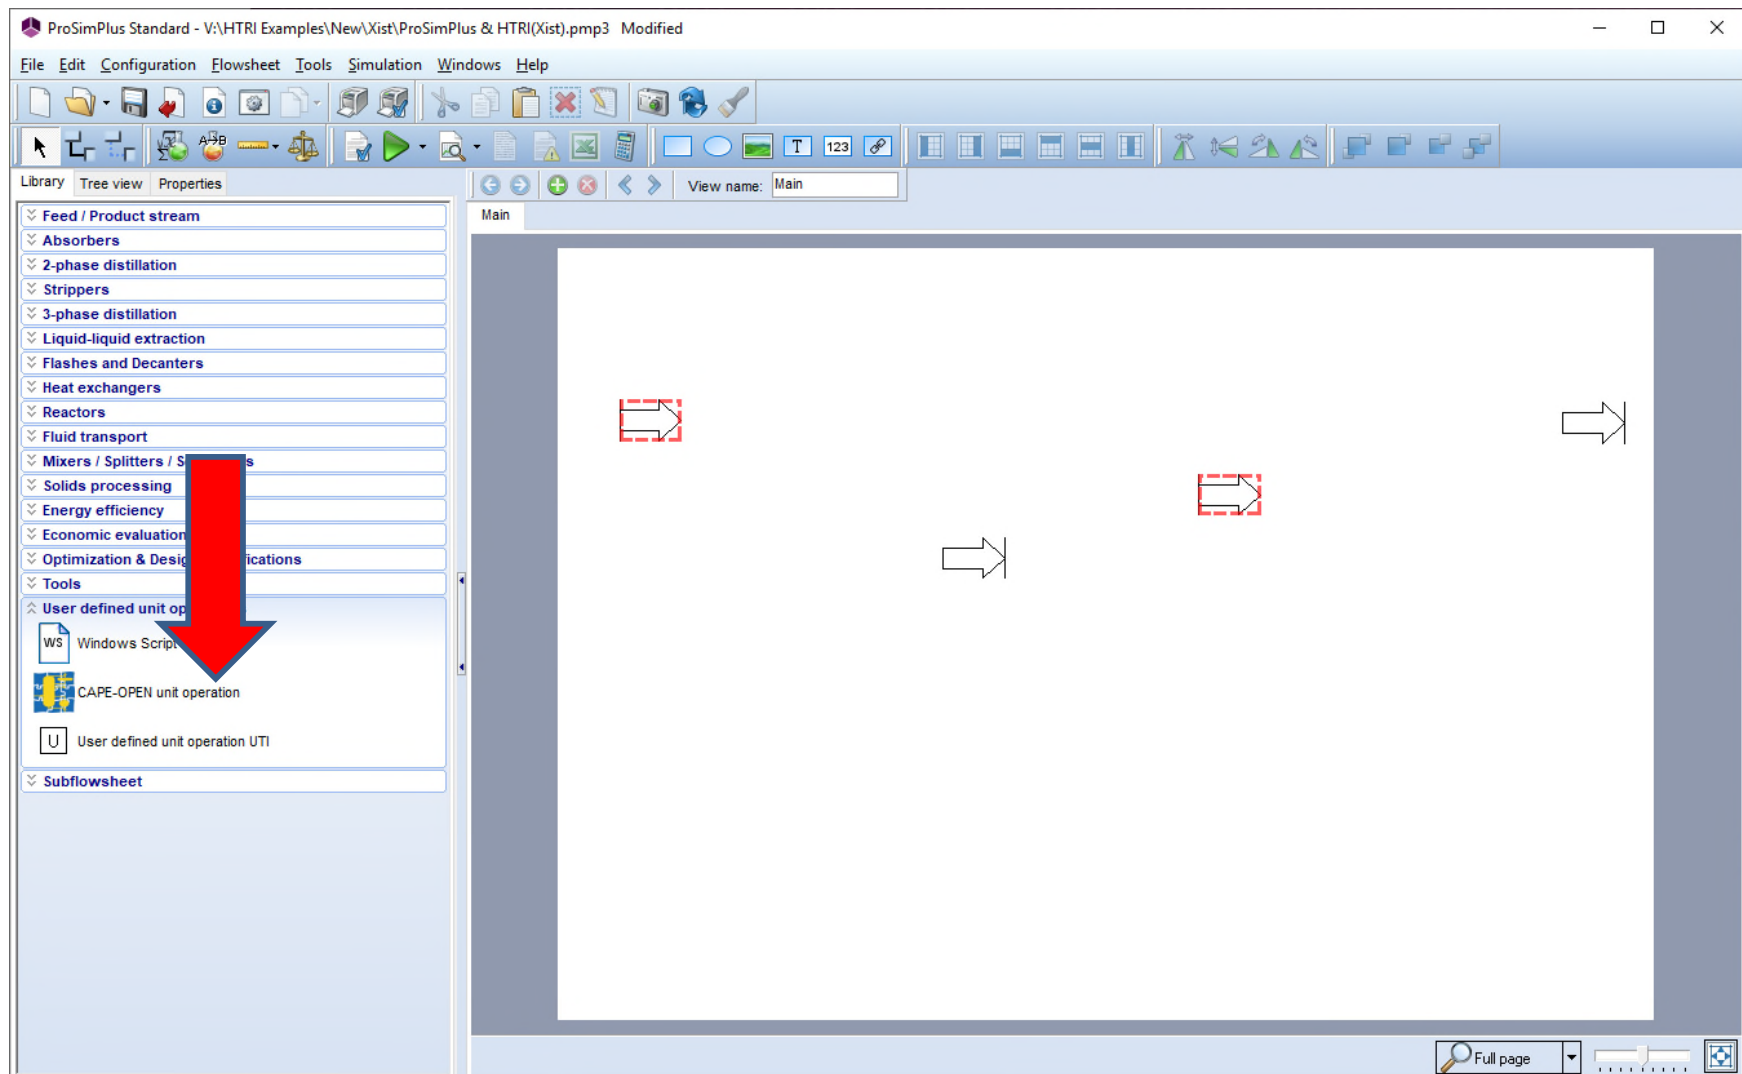 ProSimPlus Standard - V:\HTRI Examples\New\Xist\ProSimPlus & HTRI(Xist).pmp3 Modified
File Edit Configuration Flowsheet Tools Simulation Windows Help
A→B
T 123
Library Tree view Properties
View name: Main
Main
Feed / Product stream
Absorbers
2-phase distillation
Strippers
3-phase distillation
Liquid-liquid extraction
Flashes and Decanters
Heat exchangers
Reactors
Fluid transport
Mixers / Splitters / S s
Solids processing
Energy efficiency
Economic evaluation
Optimization & Desig fications
Tools
User defined unit op
WS Windows Script
CAPE-OPEN unit operation
U User defined unit operation UTI
Subflowsheet
Full page